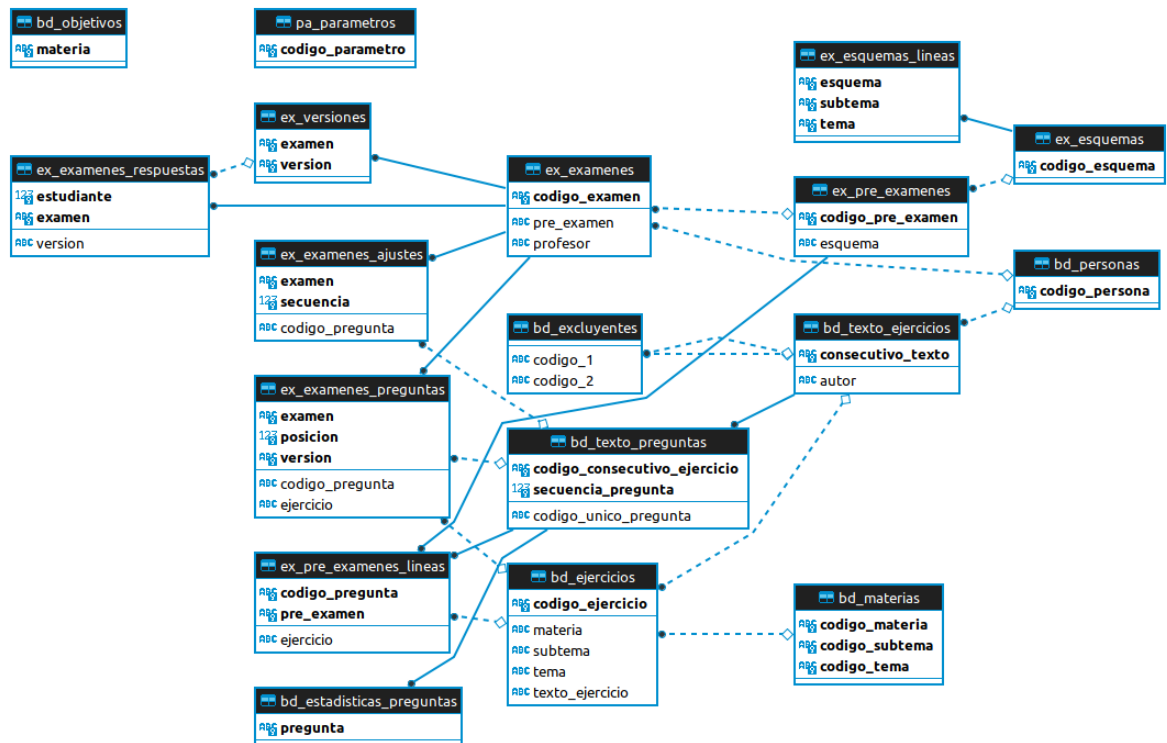 bd_objetivos
materia
pa_parametros
codigo_parametro
ex_esquemas_lineas
esquema
subtema
tema
ex_versiones
examen
version
ex_esquemas
codigo_esquema
ex_examenes_respuestas
estudiante
examen
version
ex_examenes
codigo_examen
pre_examen
profesor
ex_pre_examenes
codigo_pre_examen
esquema
ex_examenes_ajustes
examen
secuencia
codigo_pregunta
bd_personas
codigo_persona
bd_excluyentes
codigo_1
codigo_2
bd_texto_ejercicios
consecutivo_texto
autor
ex_examenes_preguntas
examen
posicion
version
codigo_pregunta
ejercicio
bd_texto_preguntas
codigo_consecutivo_ejercicio
secuencia_pregunta
codigo_unico_pregunta
ex_pre_examenes_lineas
codigo_pregunta
pre_examen
ejercicio
bd_ejercicios
codigo_ejercicio
materia
subtema
tema
texto_ejercicio
bd_materias
codigo_materia
codigo_subtema
codigo_tema
bd_estadisticas_preguntas
pregunta